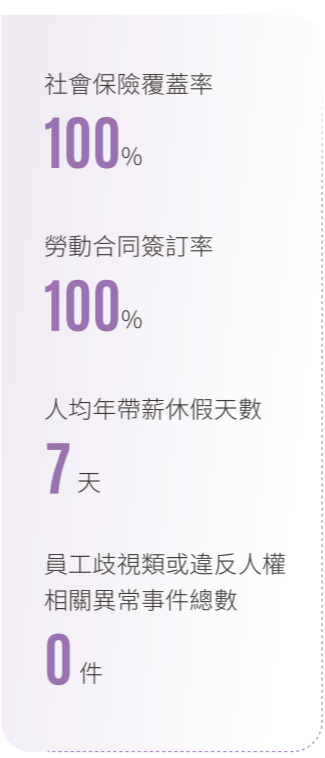 社會保險覆蓋率
100%
勞動合同簽訂率
100%
人均年帶薪休假天數
7 天
員工歧視類或違反人權
相關異常事件總數
0 件